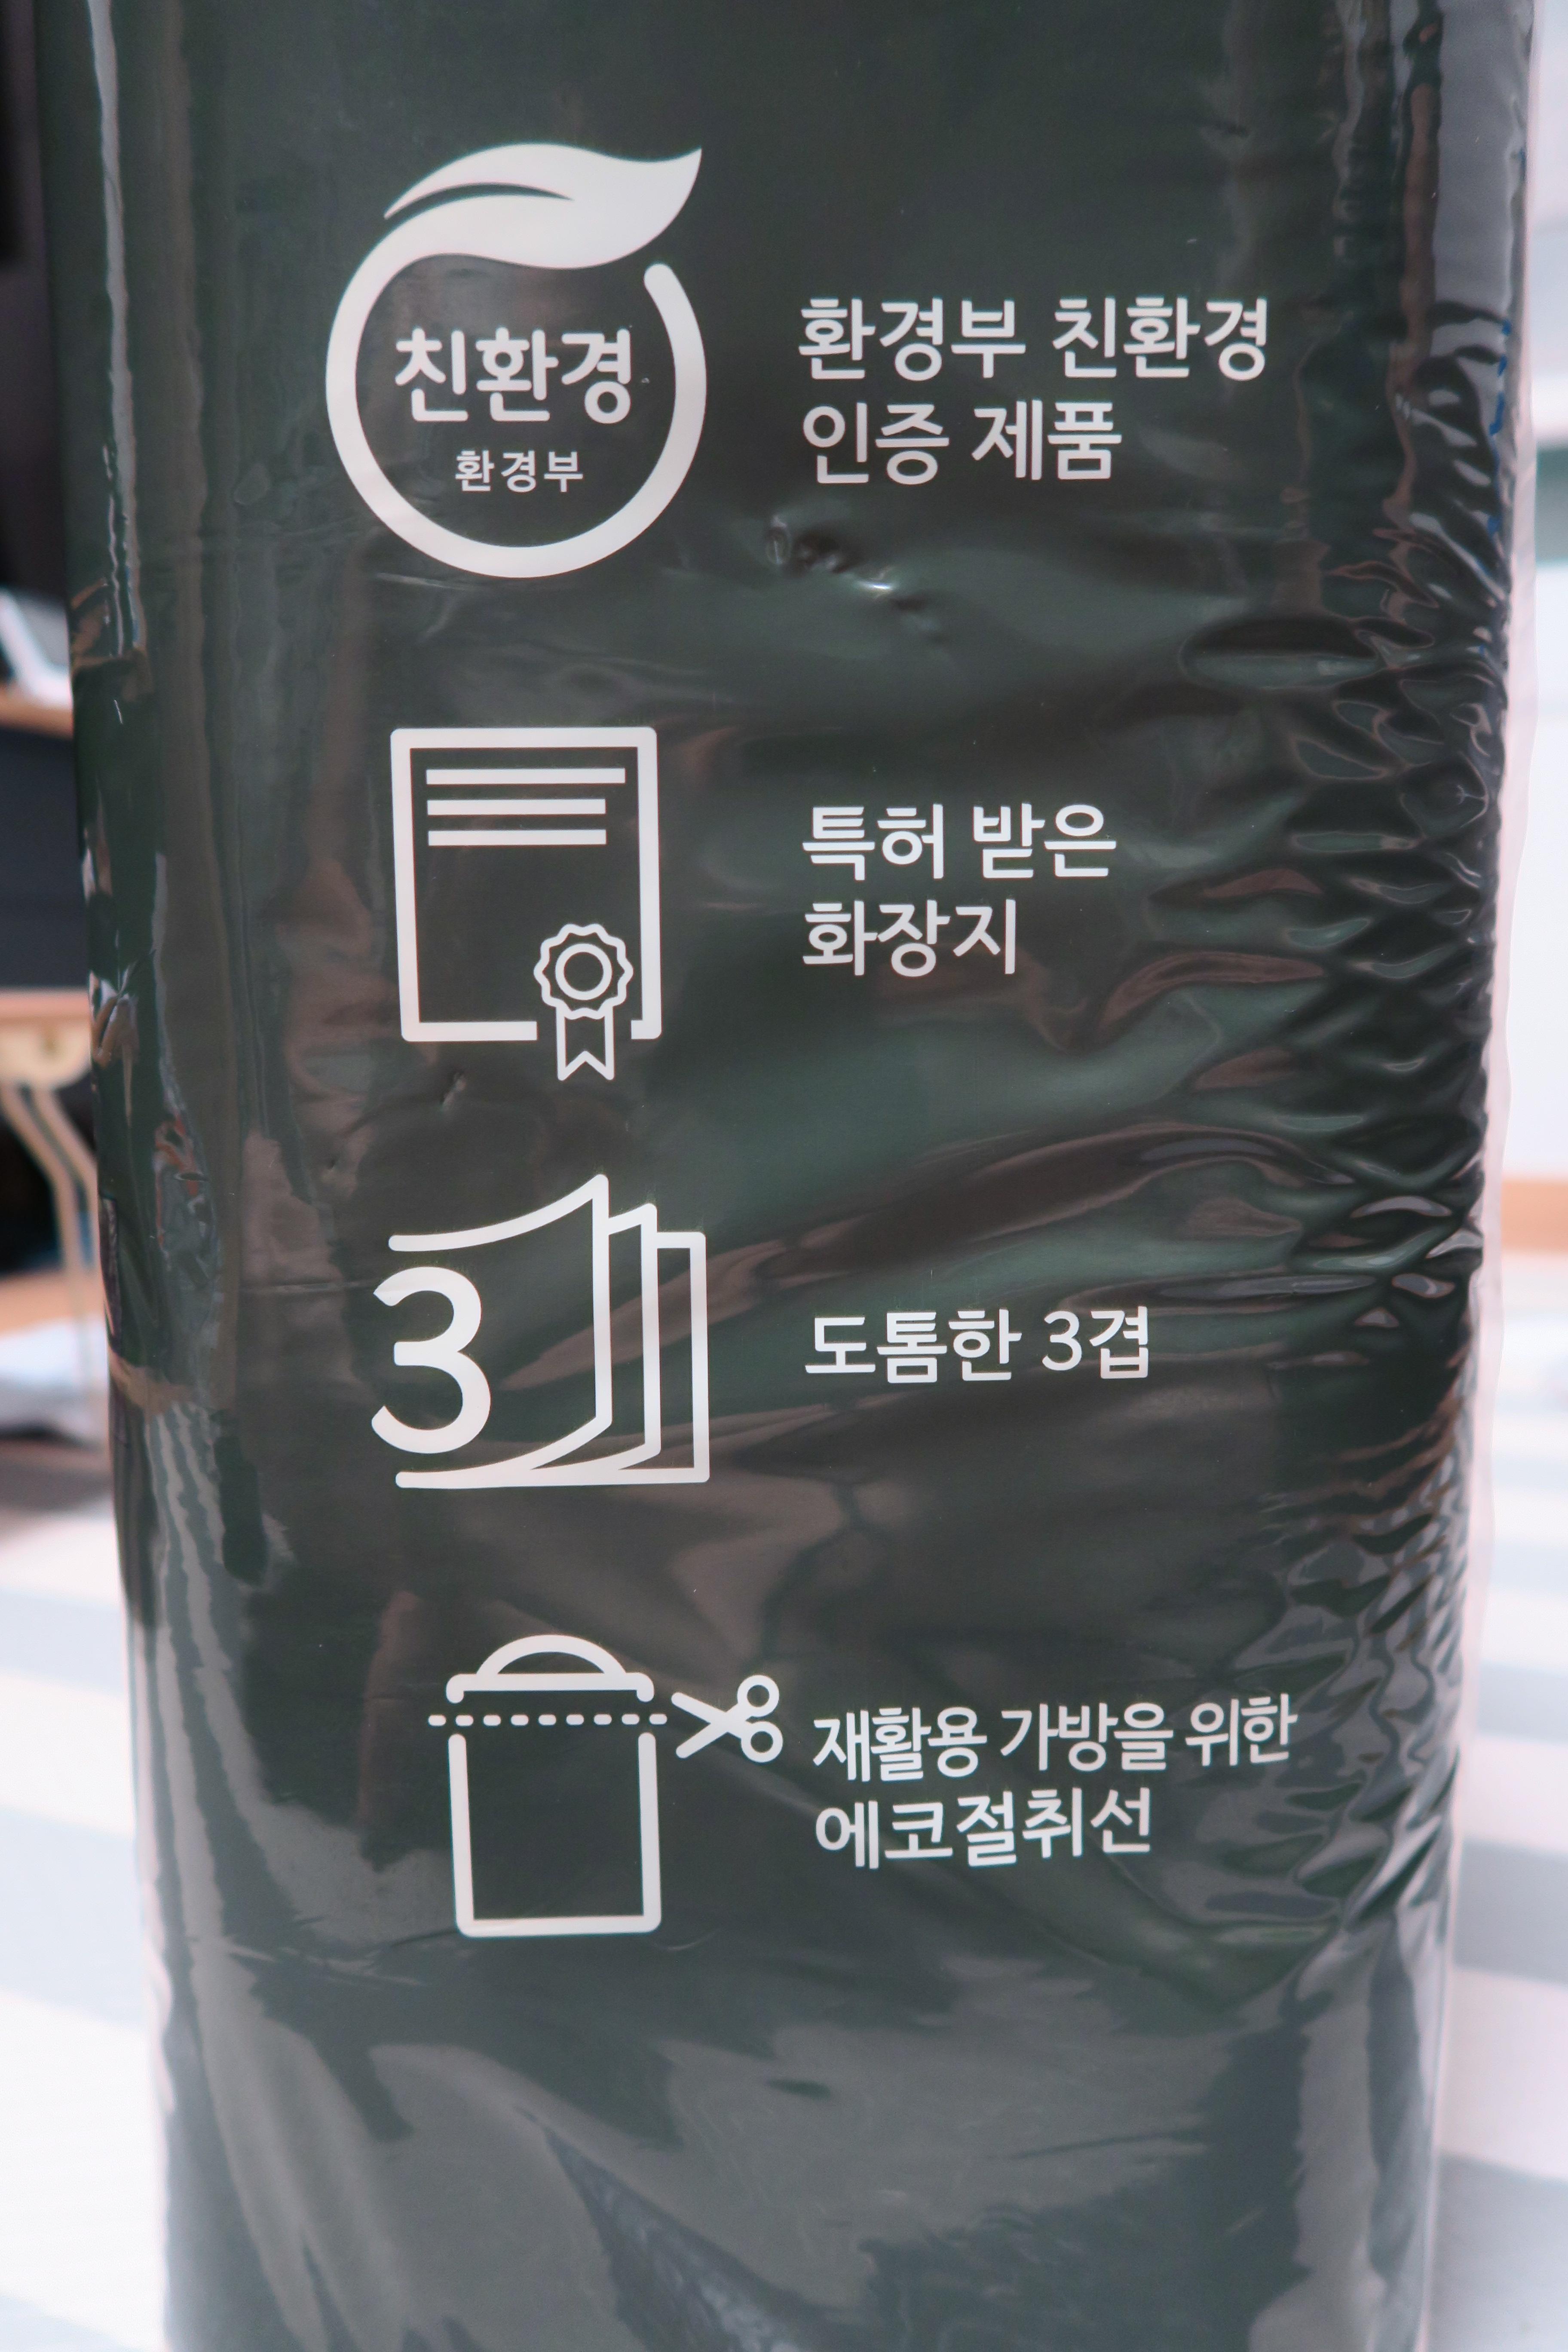 친환경
환경부
환경부 친환경
인증 제품
특허 받은
화장지
3
도톰한 3겹
재활용 가방을 위한
에코절취선